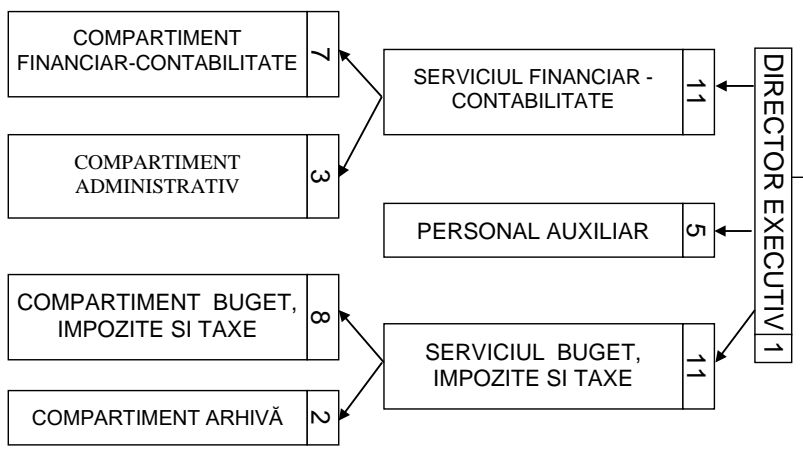 COMPARTIMENT
FINANCIAR-CONTABILITATE
7
SERVICIUL FINANCIAR -
CONTABILITATE
11
COMPARTIMENT
ADMINISTRATIV
3
PERSONAL AUXILIAR
5
DIRECTOR EXECUTIV
1
COMPARTIMENT BUGET,
IMPOZITE SI TAXE
8
SERVICIUL BUGET,
IMPOZITE SI TAXE
11
COMPARTIMENT ARHIVĂ
2